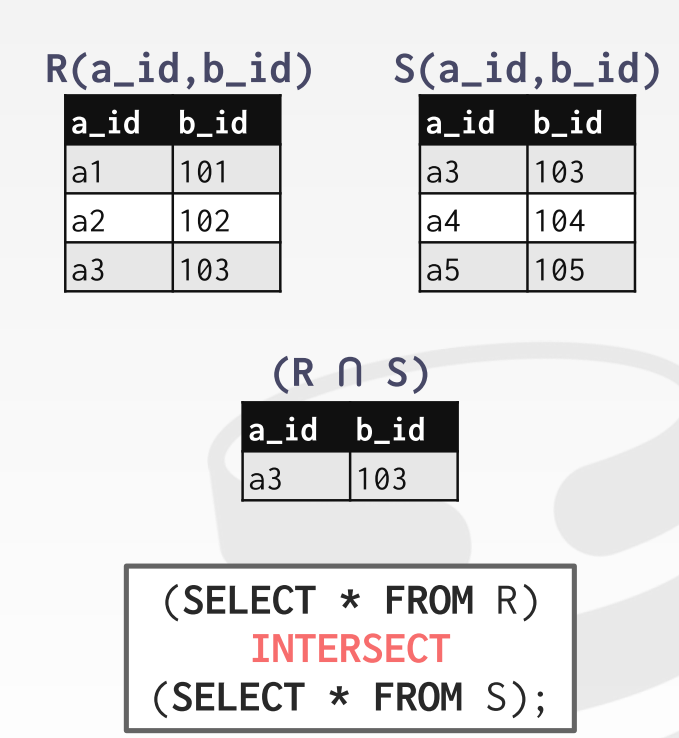 R(a_id,b_id) S(a_id,b_id)
a_id b_id a_id b_id
a1 101 a3 103
a2 102 a4 104
a3 103 a5 105
(R ∩ S)
a_id b_id
a3 103
(SELECT * FROM R)
INTERSECT
(SELECT * FROM S);